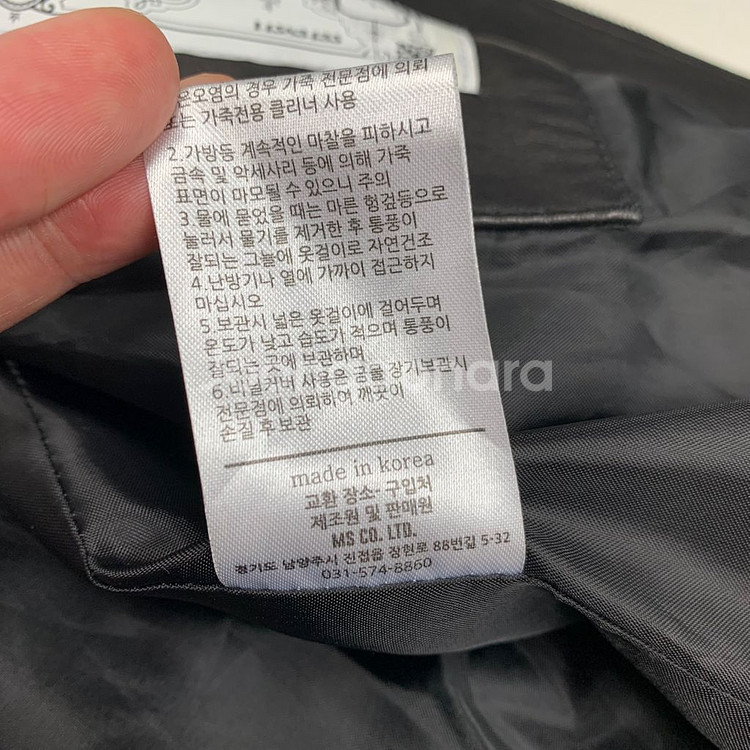 은오염의 경우 가죽 전문점에 의뢰
또는 가죽전용 클리너 사용
2.가방등 계속적인 마찰을 피하시고
금속 및 악세사리 등에 의해 가죽
표면이 마모될 수 있으니 주의
3 물에 묻었을 때는 마른 헝겊등으로
눌러서 물기를 제거한 후 통풍이
잘되는 그늘에 옷걸이로 자연건조
4 난방기나 열에 가까이 접근하지
마십시오
5.보관시 넓은 옷걸이에 걸어두며
온도가 낮고 습도가 적으며 통풍이
잘되는 곳에 보관하며
6.비닐커버 사용은 금물 장기보관시
전문점에 의뢰하여 깨끗이
손질 후 보관
made in korea
교환 장소- 구입처
제조원 및 판매원
MS CO. LTD.
경기도 남양주시 진접읍 장현로 88번길 5-32
031-574-8860